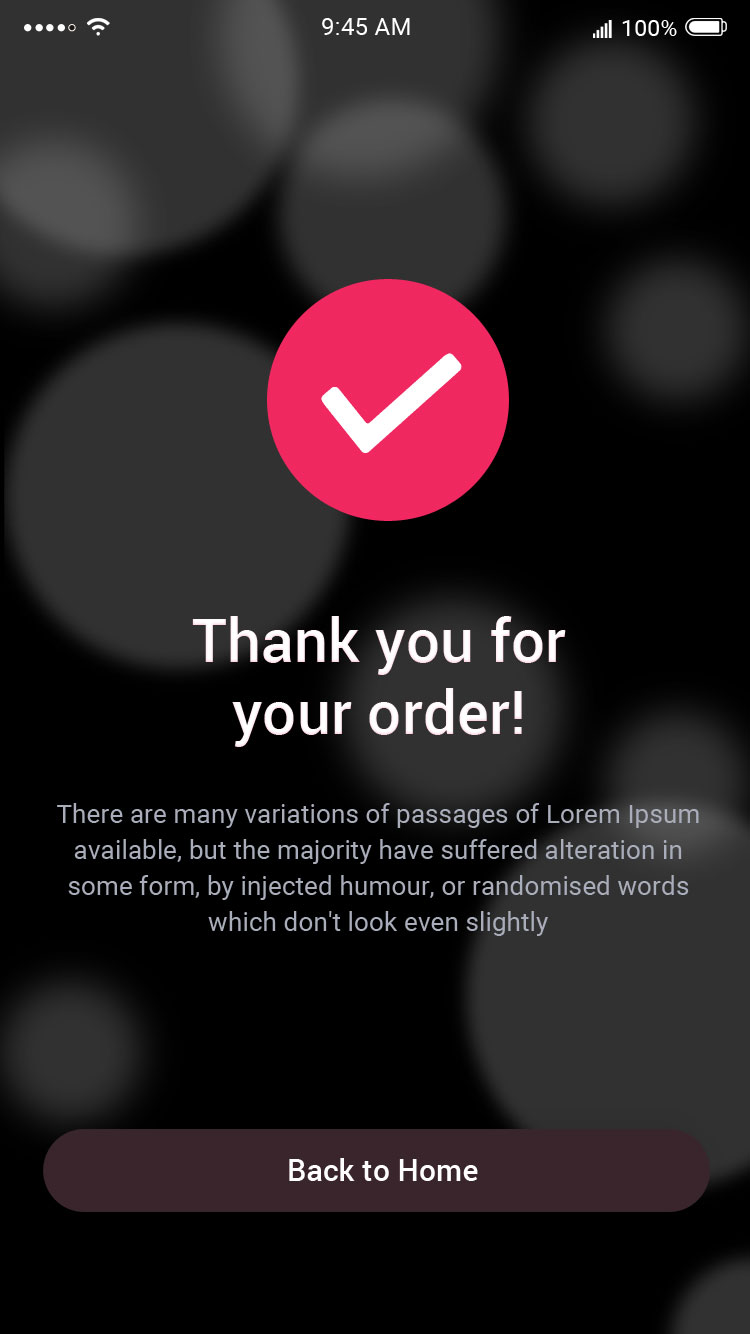 9:45 AM
100%
Thank you for
your order!
There are many variations of passages of Lorem Ipsum
available, but the majority have suffered alteration in
some form, by injected humour, or randomised words
which don't look even slightly
Back to Home